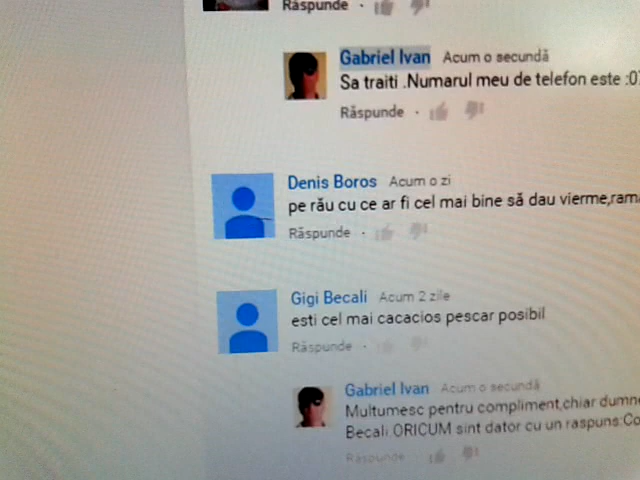 Răspunde ·
Gabriel Ivan Acum o secundă
Sa traiti .Numarul meu de telefon este :07
Răspunde ·
Denis Boros Acum o zi
pe rău cu ce ar fi cel mai bine să dau vierme,rama
Răspunde ·
Gigi Becali Acum 2 zile
esti cel mai cacacios pescar posibil
Răspunde ·
Gabriel Ivan Acum o secundă
Multumesc pentru compliment,chiar dumne
Becali.ORICUM sint dator cu un raspuns:Co
Răspunde